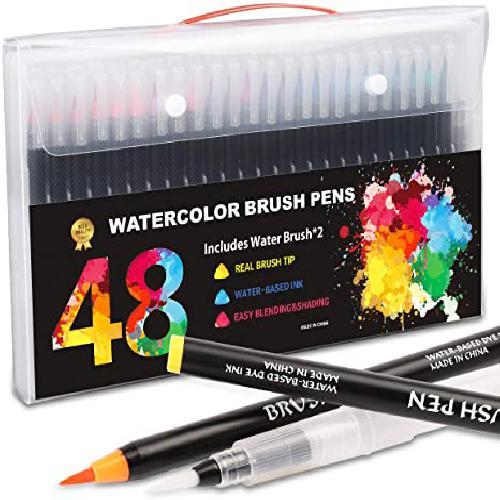 WATERCOLOR BRUSH PENS
48
Includes Water Brush*2
REAL BRUSH TIP
WATER-BASED INK
EASY BLENDING&SHADING
MADE IN CHINA
WATER-BASED DYE INK
MADE IN CHINA
WATER-BASED DYE
MADE IN CHINA
USH PEN